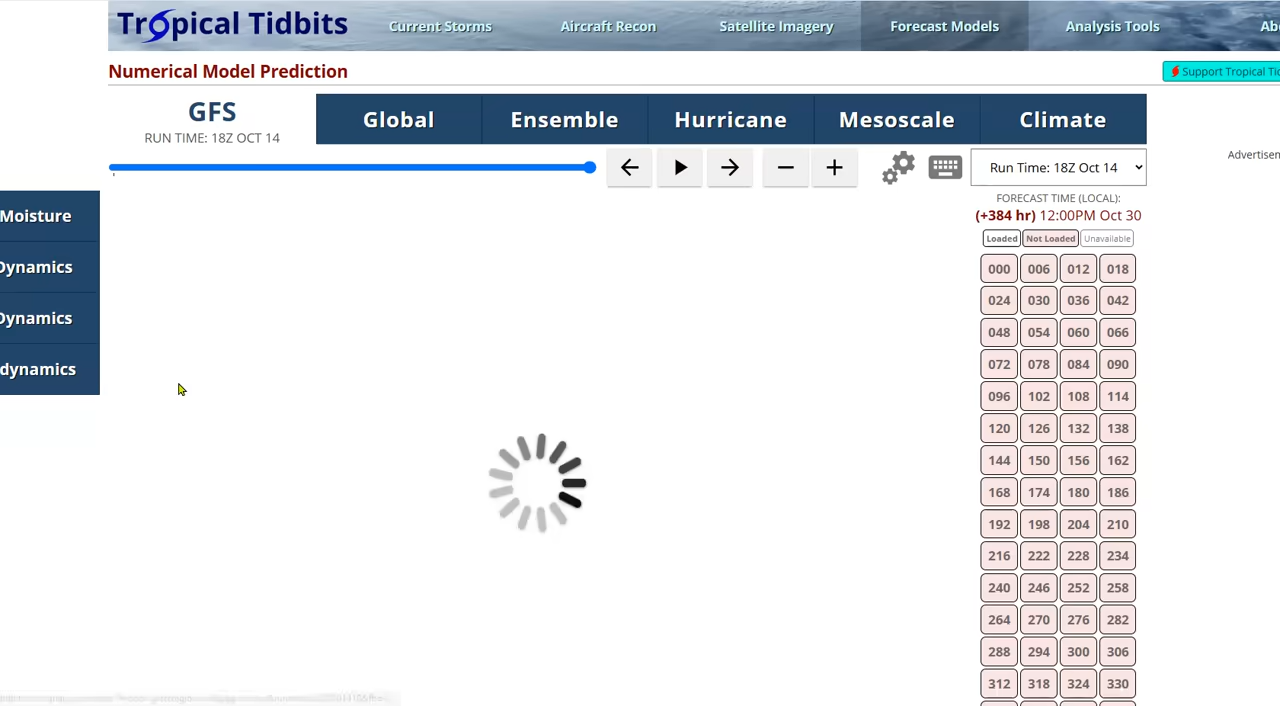 Tropical Tidbits
Current Storms
Aircraft Recon
Satellite Imagery
Forecast Models
Analysis Tools
Numerical Model Prediction
Support Tropical
GFS
RUN TIME: 18Z OCT 14
Global
Ensemble
Hurricane
Mesoscale
Climate
Run Time: 18Z Oct 14
FORECAST TIME (LOCAL):
(+384 hr) 12:00PM Oct 30
Loaded Not Loaded Unavailable
Moisture
Dynamics
Dynamics
dynamics
000 006 012 018
024 030 036 042
048 054 060 066
072 078 084 090
096 102 108 114
120 126 132 138
144 150 156 162
168 174 180 186
192 198 204 210
216 222 228 234
240 246 252 258
264 270 276 282
288 294 300 306
312 318 324 330